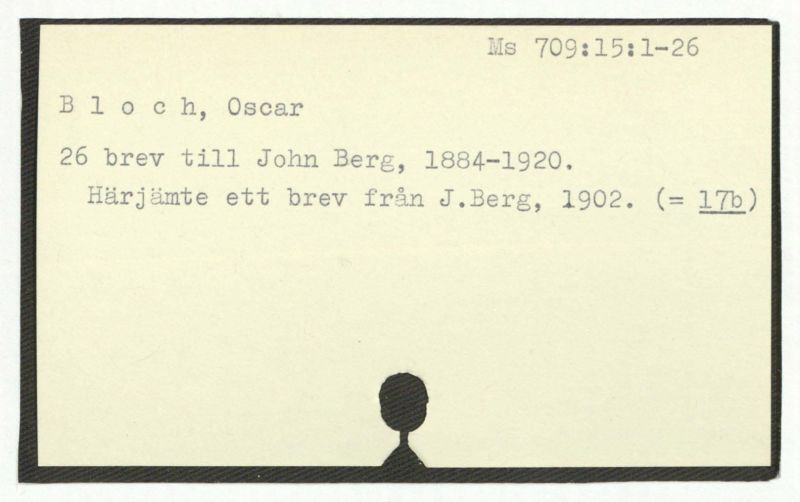 Ms 709:15:1-26
B l o c h, Oscar
26 brev till John Berg, 1884-1920.
Härjämte ett brev från J.Berg, 1902. (= 17b)